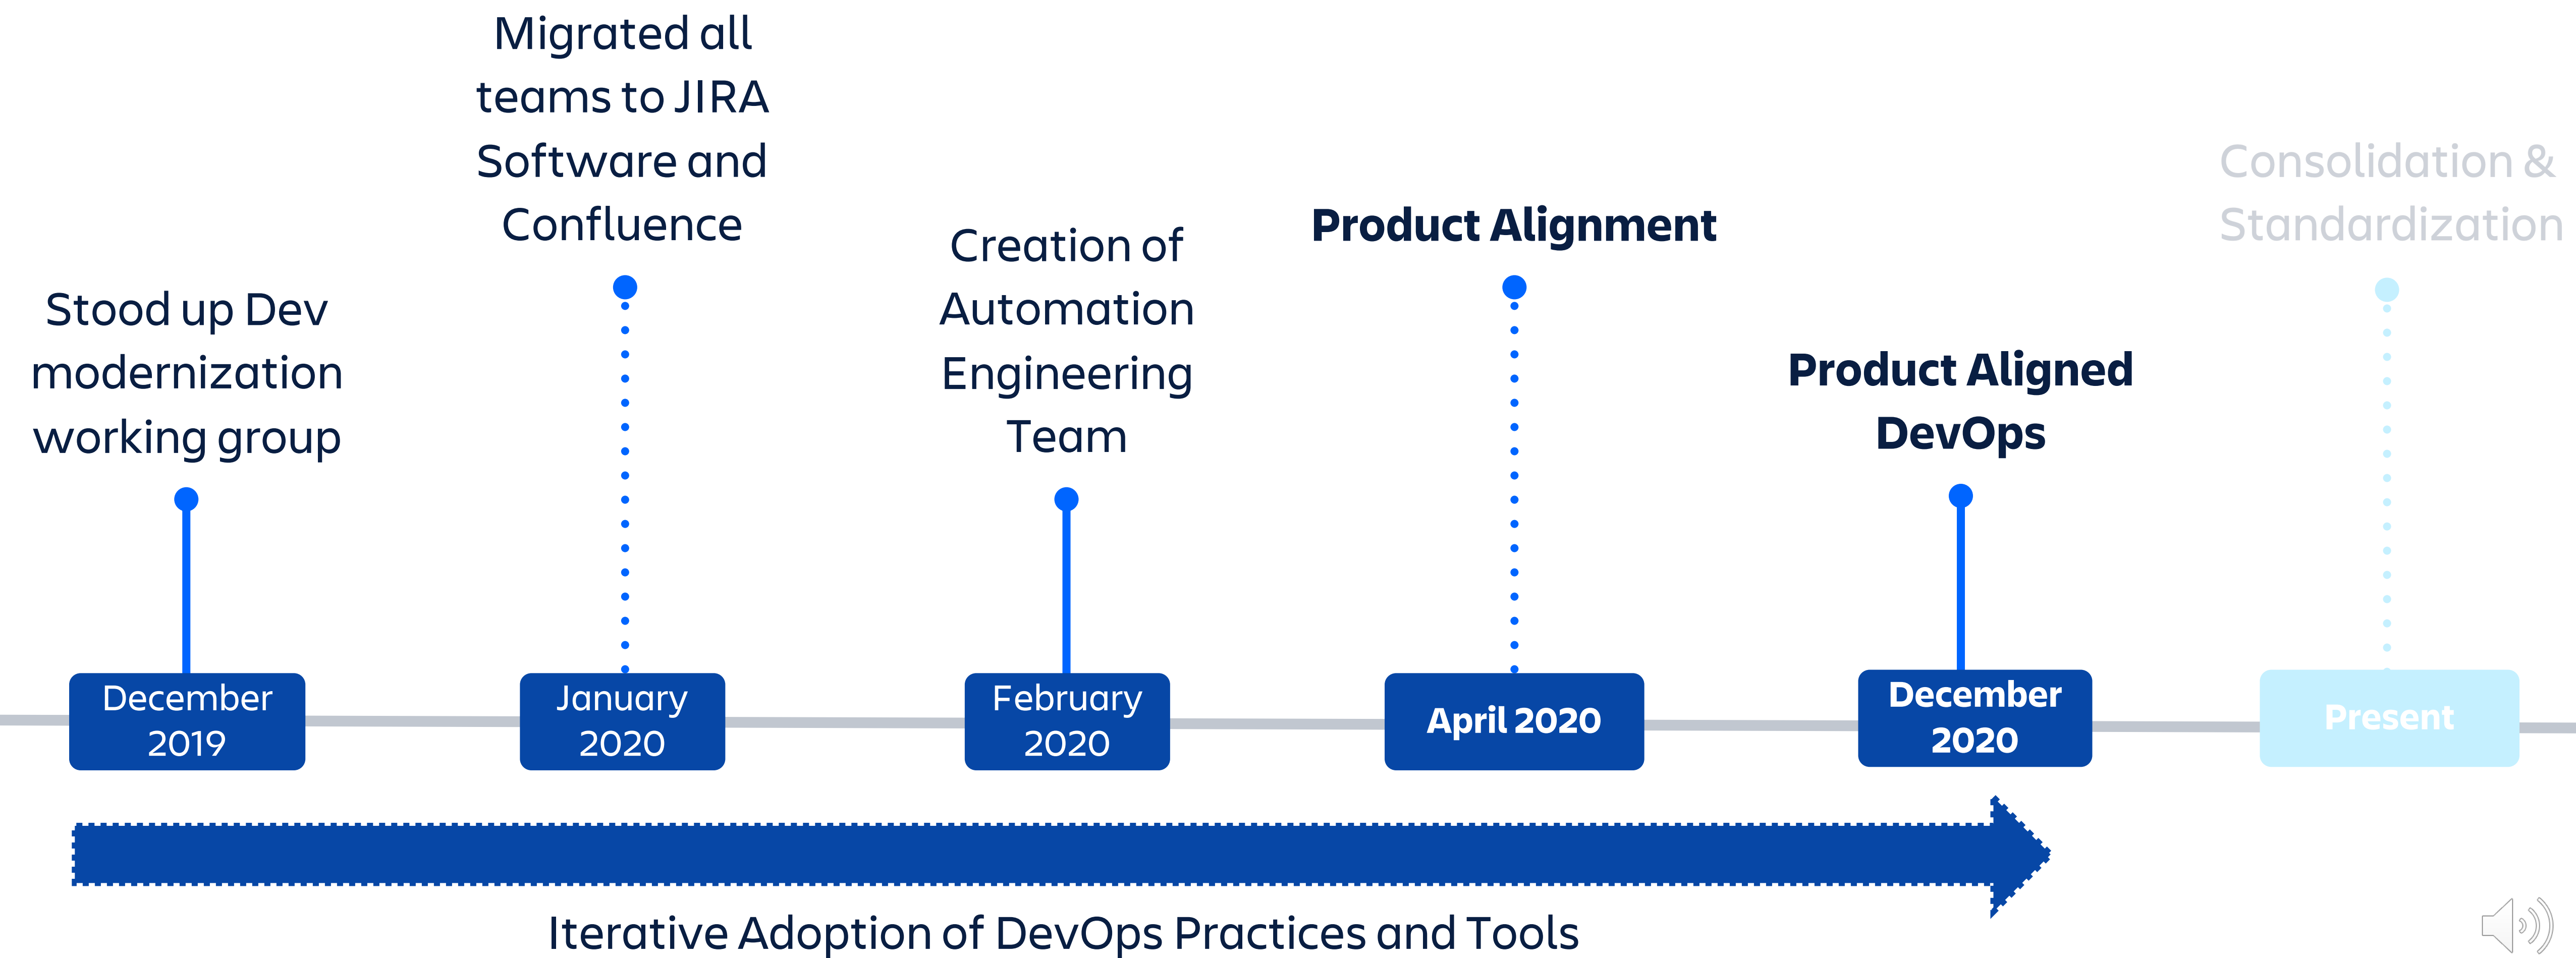 Stood up Dev
modernization
working group
Migrated all
teams to JIRA
Software and
Confluence
Creation of
Automation
Engineering
Team
Product Alignment
Product Aligned
DevOps
Consolidation &
Standardization
December
2019
January
2020
February
2020
April 2020
December
2020
Present
Iterative Adoption of DevOps Practices and Tools